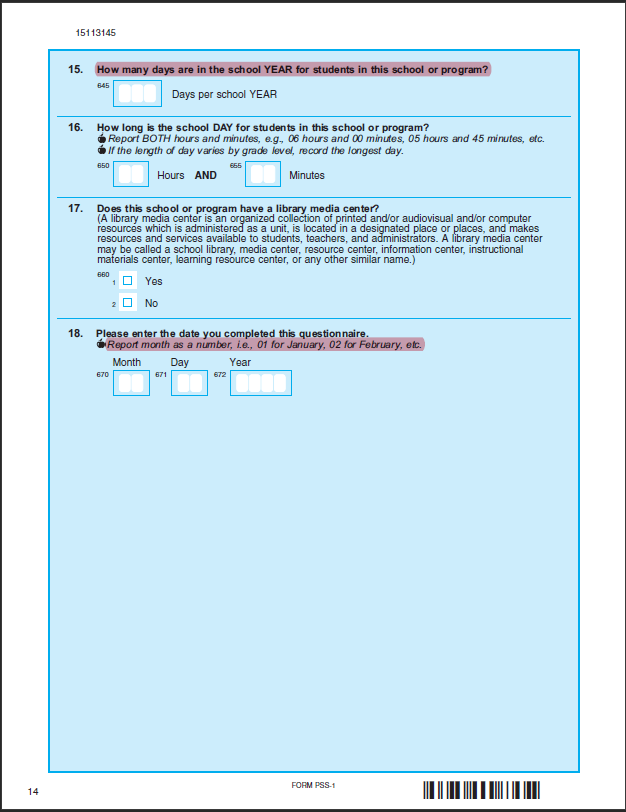 15113145
15. How many days are in the school YEAR for students in this school or program?
645 Days per school YEAR
16. How long is the school DAY for students in this school or program?
Report BOTH hours and minutes, e.g., 06 hours and 00 minutes, 05 hours and 45 minutes, etc.
If the length of day varies by grade level, record the longest day.
650 Hours AND 655 Minutes
17. Does this school or program have a library media center?
(A library media center is an organized collection of printed and/or audiovisual and/or computer
resources which is administered as a unit, is located in a designated place or places, and makes
resources and services available to students, teachers, and administrators. A library media center
may be called a school library, media center, resource center, information center, instructional
materials center, learning resource center, or any other similar name.)
660 1 Yes
2 No
18. Please enter the date you completed this questionnaire.
Report month as a number, i.e., 01 for January, 02 for February, etc.
Month Day Year
670 671 672
14 FORM PSS-1